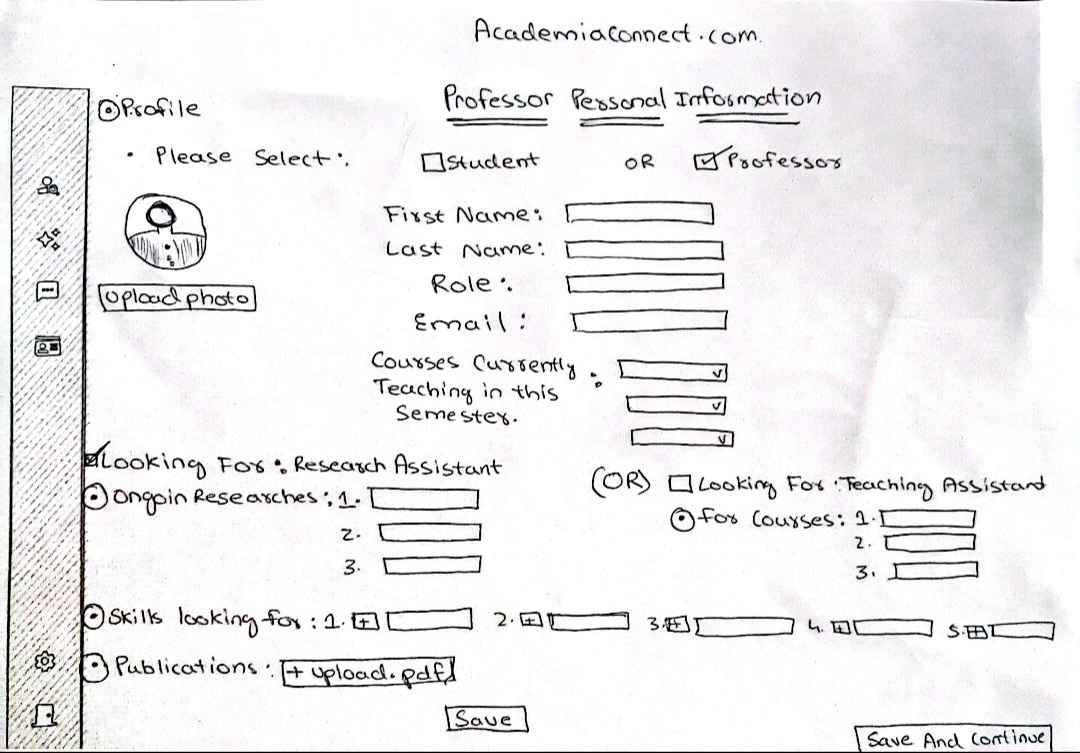 Academiaconnect.com.
Profile
Professor Personal Information
• Please Select:
Student OR Professor
First Name:
Last Name:
Role:
Upload photo
Email:
Courses Currently
Teaching in this
Semester.
:
Looking For: Research Assistant
(OR) Looking For: Teaching Assistant
Ongoin Researches: 1.
2.
3.
For Courses: 1.
2.
3.
Skills looking for: 1. + 2. + 3. + 4. + 5. +
Publications: + Upload.pdf
Save
Save And Continue